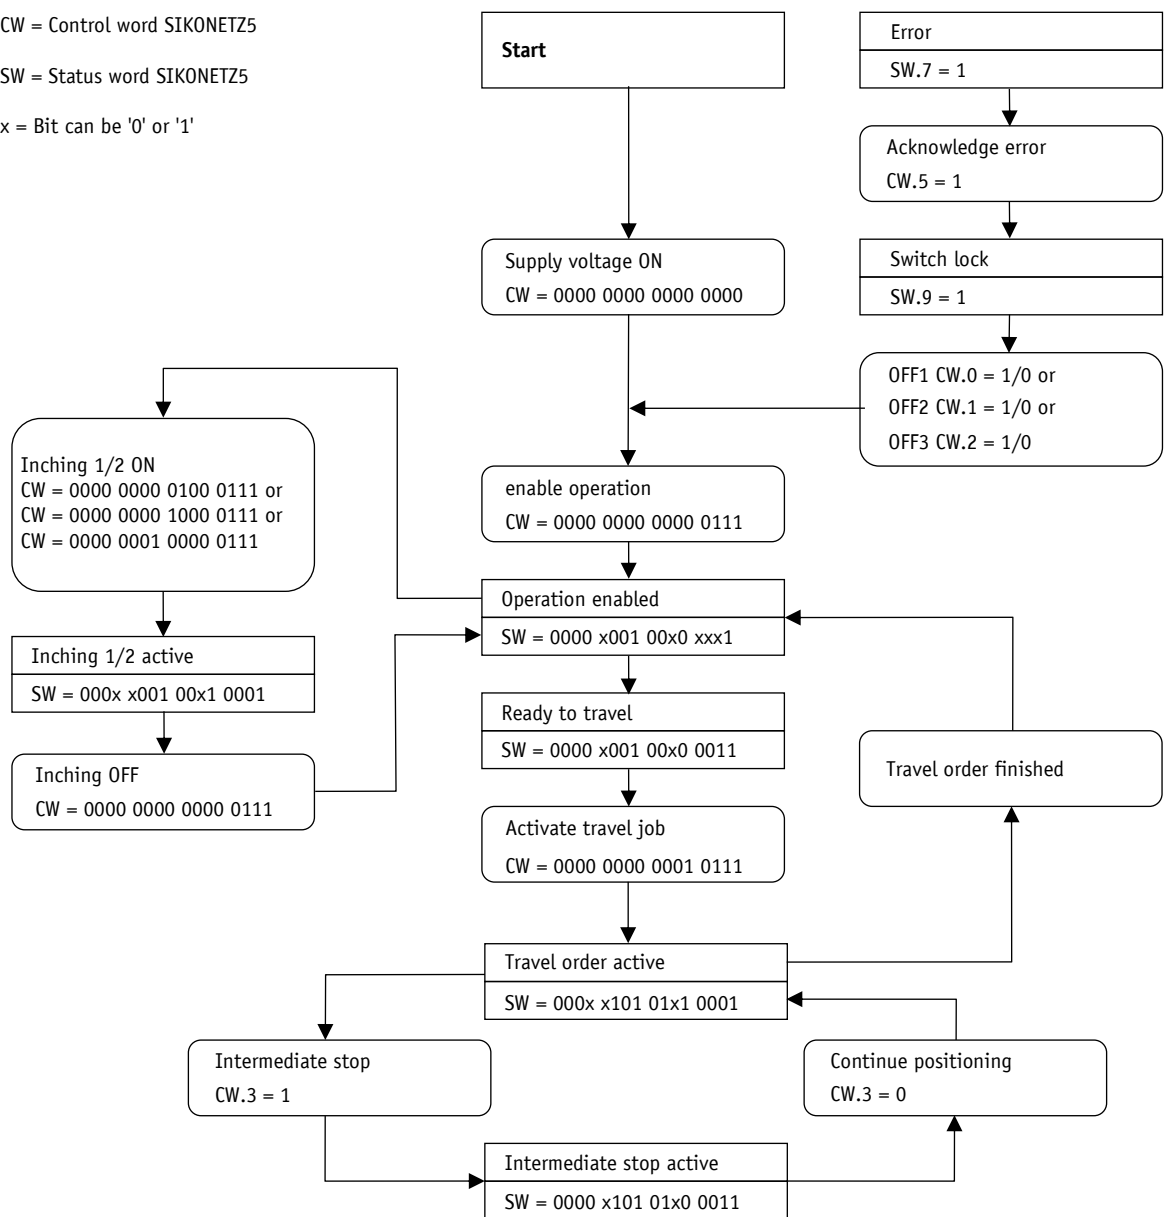 CW = Control word SIKONETZ5
SW = Status word SIKONETZ5
x = Bit can be '0' or '1'
Start
Error
SW.7 = 1
Acknowledge error
CW.5 = 1
Supply voltage ON
CW = 0000 0000 0000 0000
Switch lock
SW.9 = 1
OFF1 CW.0 = 1/0 or
OFF2 CW.1 = 1/0 or
OFF3 CW.2 = 1/0
Inching 1/2 ON
CW = 0000 0000 0100 0111 or
CW = 0000 0000 1000 0111 or
CW = 0000 0001 0000 0111
enable operation
CW = 0000 0000 0000 0111
Operation enabled
SW = 0000 x001 00x0 xxx1
Inching 1/2 active
SW = 000x x001 00x1 0001
Ready to travel
SW = 0000 x001 00x0 0011
Inching OFF
CW = 0000 0000 0000 0111
Travel order finished
Activate travel job
CW = 0000 0000 0001 0111
Travel order active
SW = 000x x101 01x1 0001
Intermediate stop
CW.3 = 1
Continue positioning
CW.3 = 0
Intermediate stop active
SW = 0000 x101 01x0 0011